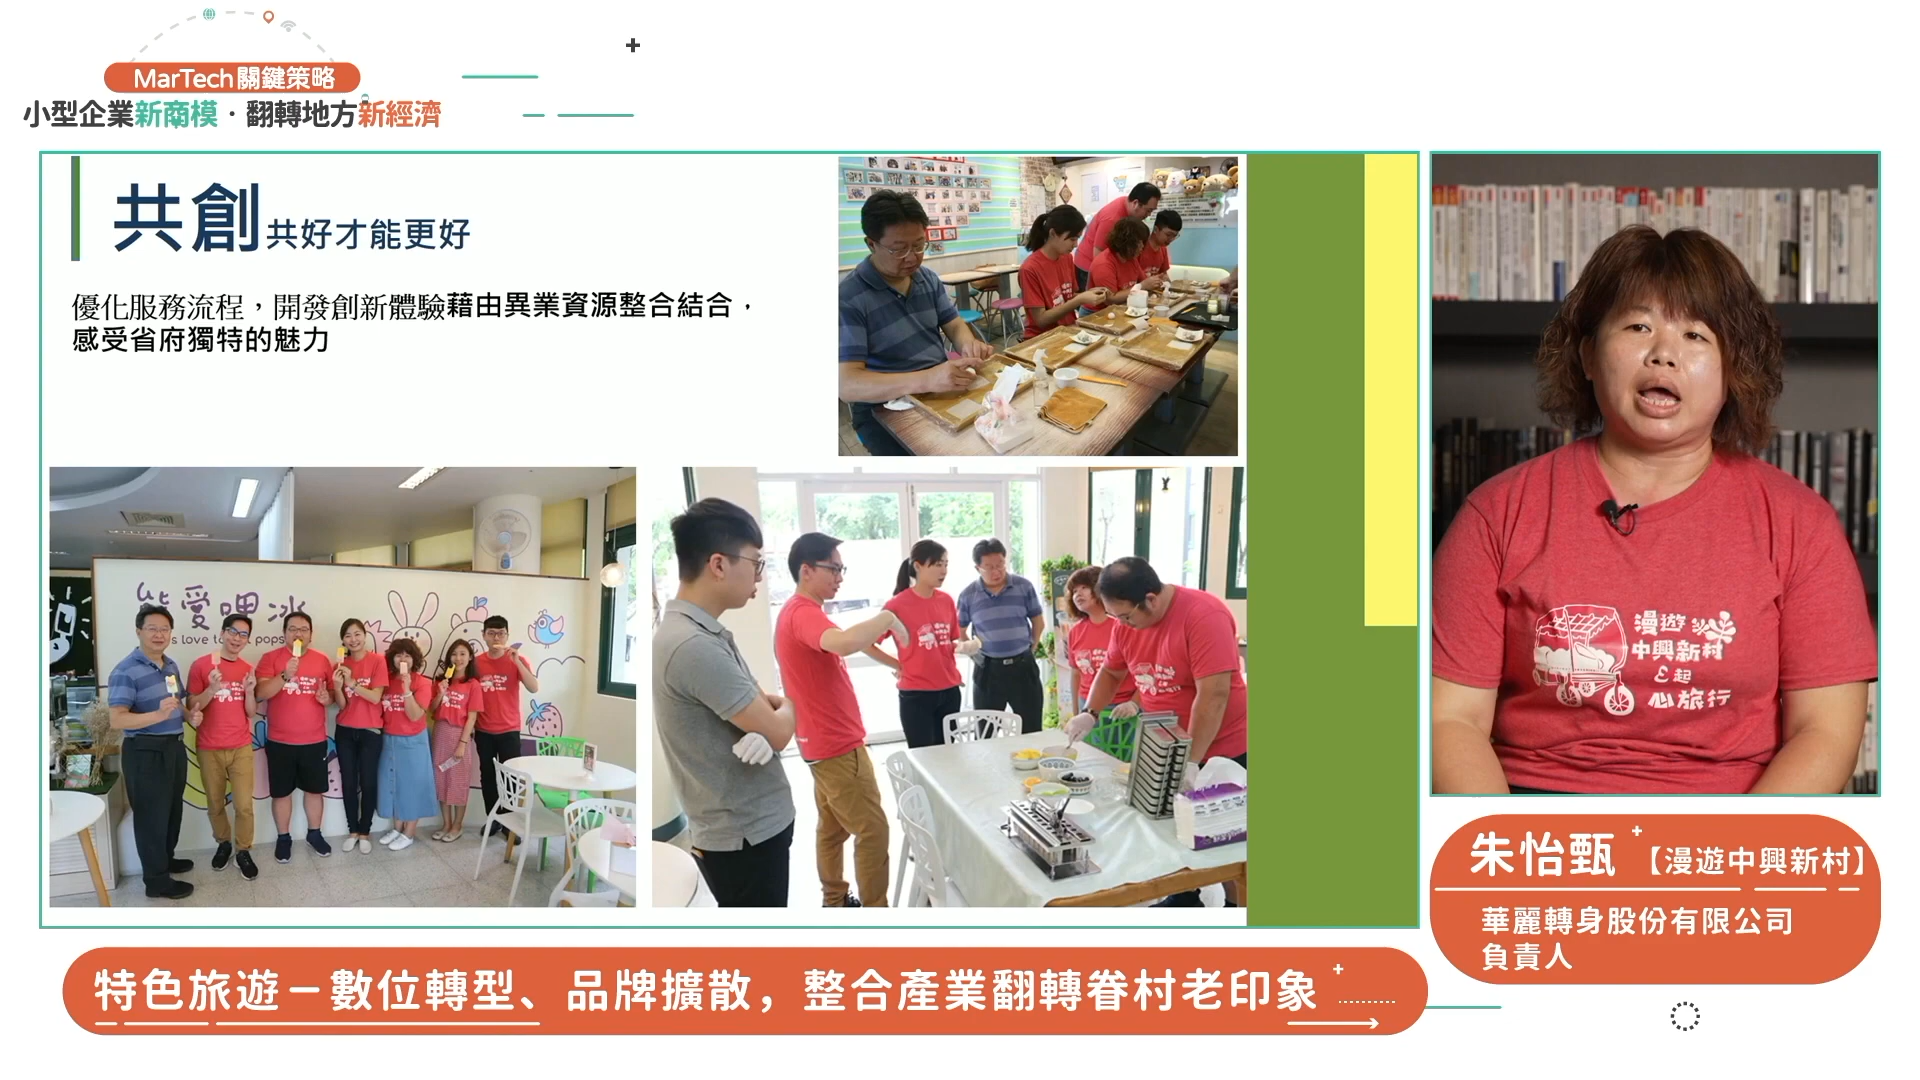 MarTech關鍵策略
小型企業新商模·翻轉地方新經濟
共創共好才能更好
優化服務流程，開發創新體驗藉由異業資源整合結合，
感受省府獨特的魅力
愛呷冰
漫遊
中興新村
ε起
心旅行
朱怡甄【漫遊中興新村】
華麗轉身股份有限公司
負責人
特色旅遊－數位轉型、品牌擴散，整合產業翻轉眷村老印象